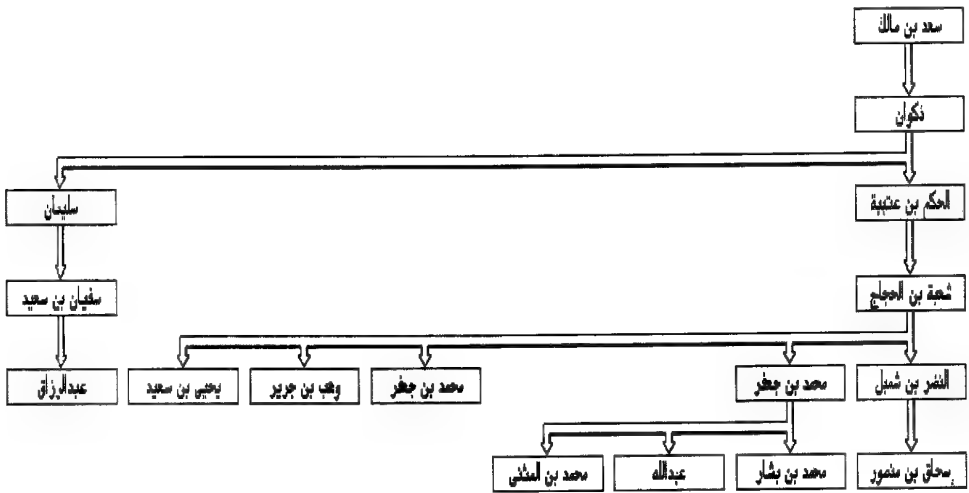 سعد بن مالك
ذكوان
الحكم بن عتيبة
سليمان
شعبة بن الحجاج
سفيان بن سعيد
النضر بن شميل
محمد بن جعفر
محمد بن جعفر
وهب بن جرير
يحيى بن سعيد
عبدالرزاق
إسحاق بن منصور
محمد بن بشار
عبدالله
محمد بن المثنى